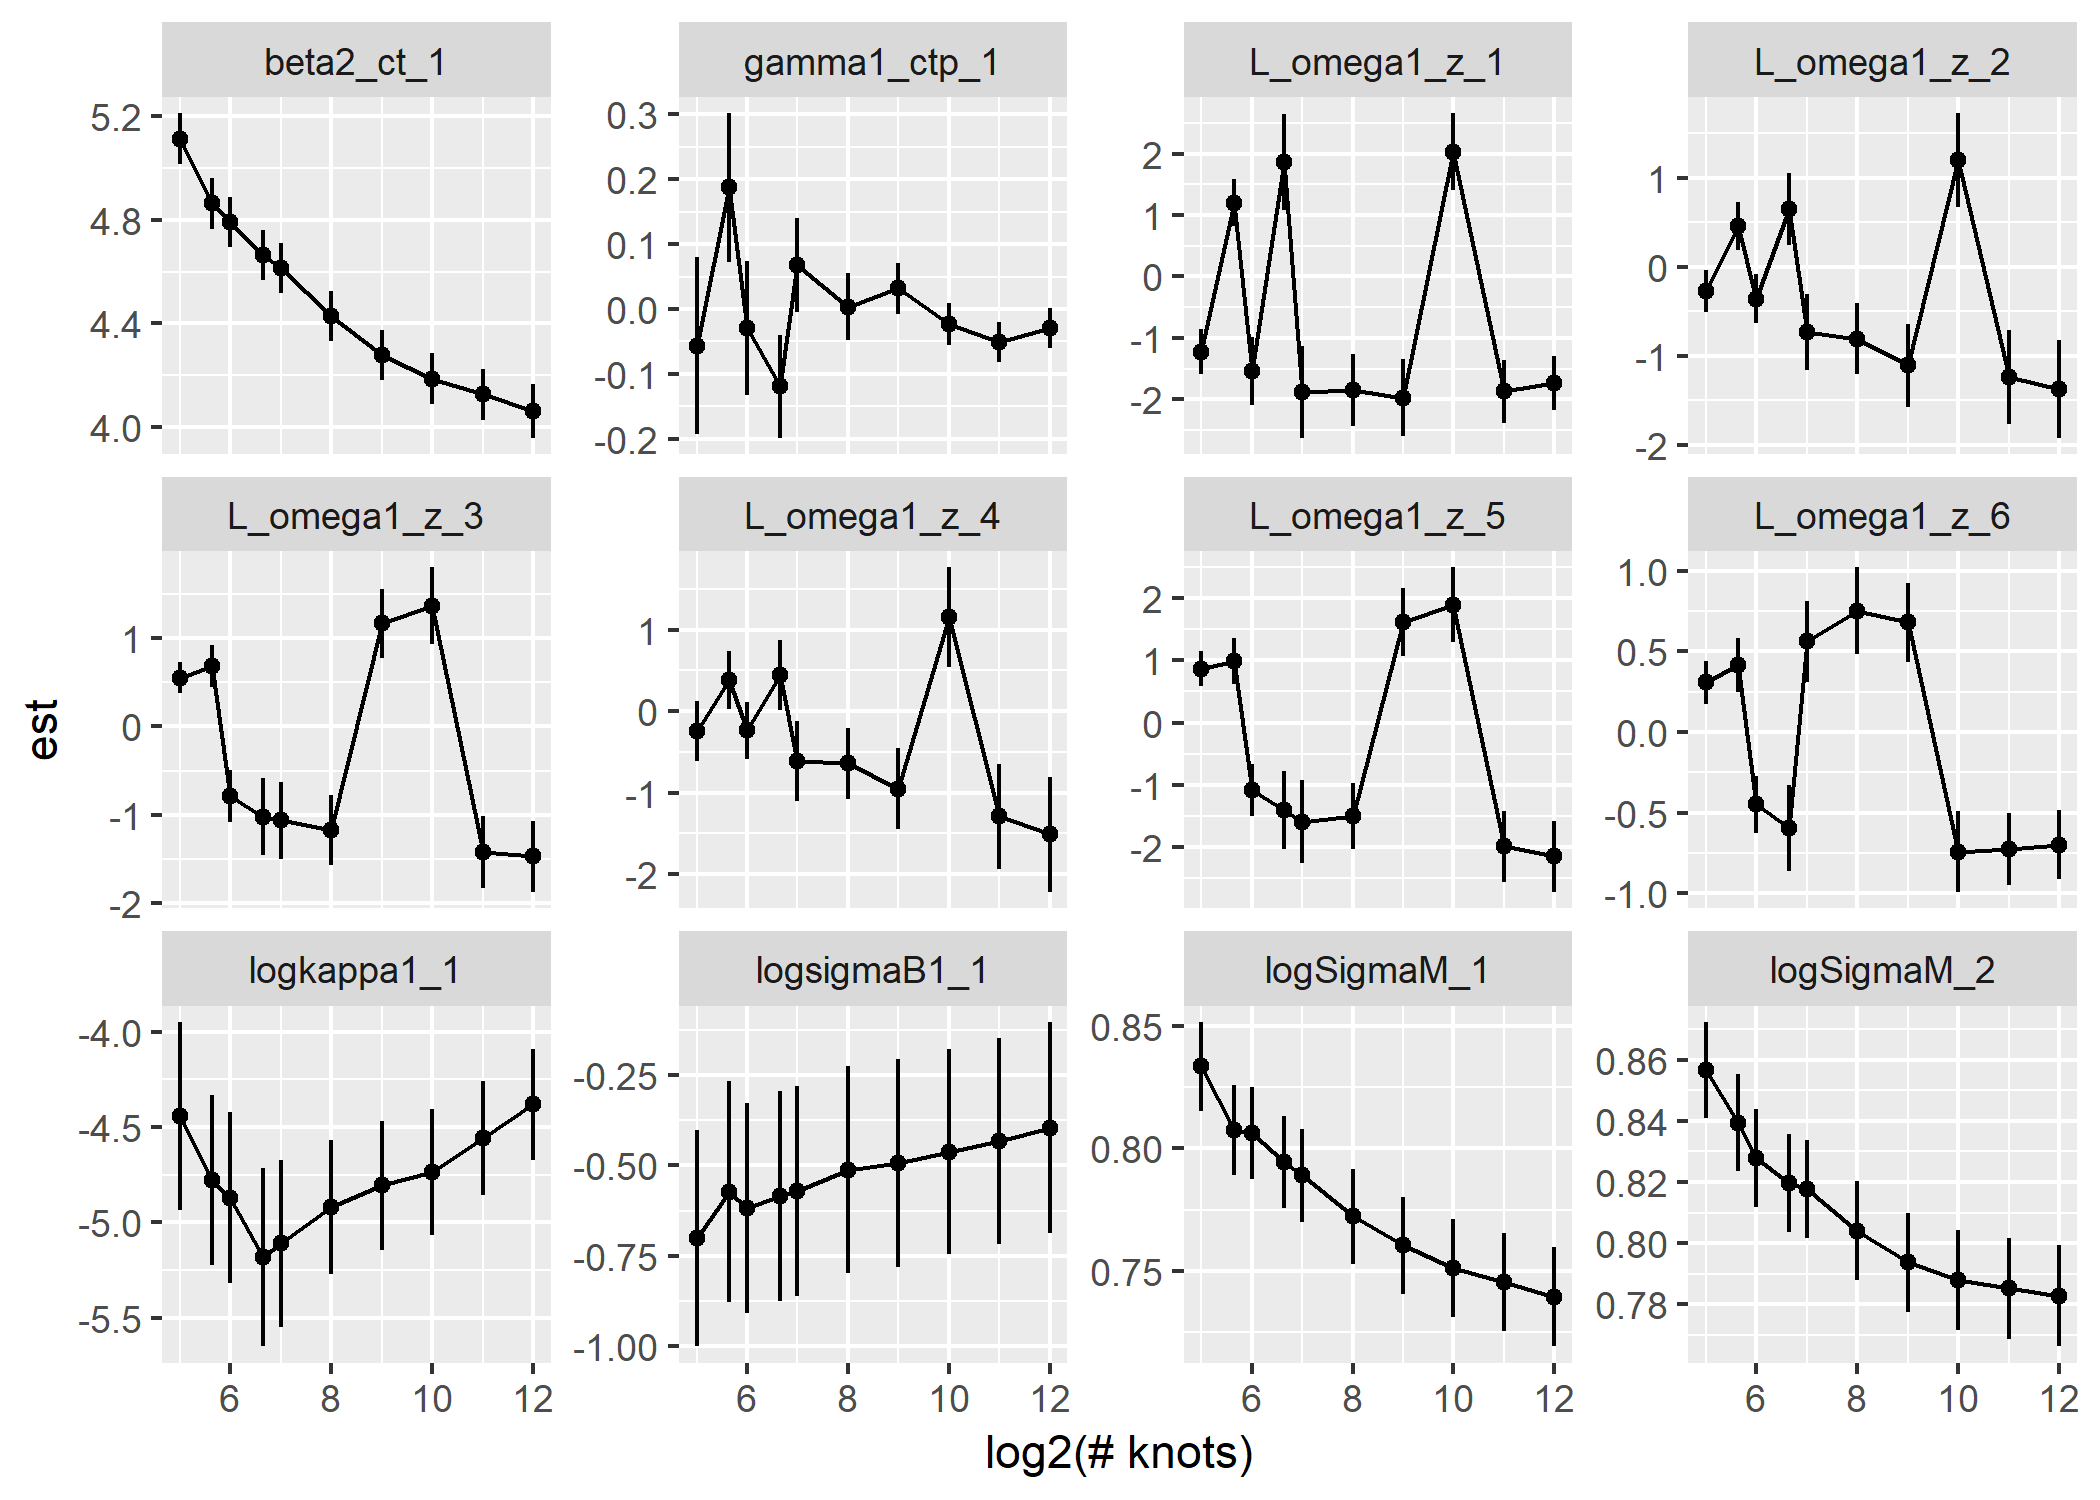 beta2_ct_1
gamma1_ctp_1
L_omega1_z_1
L_omega1_z_2
5.2
4.8
4.4
4.0
0.3
0.2
0.1
0.0
-0.1
-0.2
2
1
0
-1
-2
1
0
-1
-2
L_omega1_z_3
L_omega1_z_4
L_omega1_z_5
L_omega1_z_6
1
0
-1
-2
1
0
-1
-2
2
1
0
-1
-2
1.0
0.5
0.0
-0.5
-1.0
est
logkappa1_1
logsigmaB1_1
logSigmaM_1
logSigmaM_2
-4.0
-4.5
-5.0
-5.5
-0.25
-0.50
-0.75
-1.00
0.85
0.80
0.75
0.86
0.84
0.82
0.80
0.78
6 8 10 12
6 8 10 12
6 8 10 12
6 8 10 12
log2(# knots)